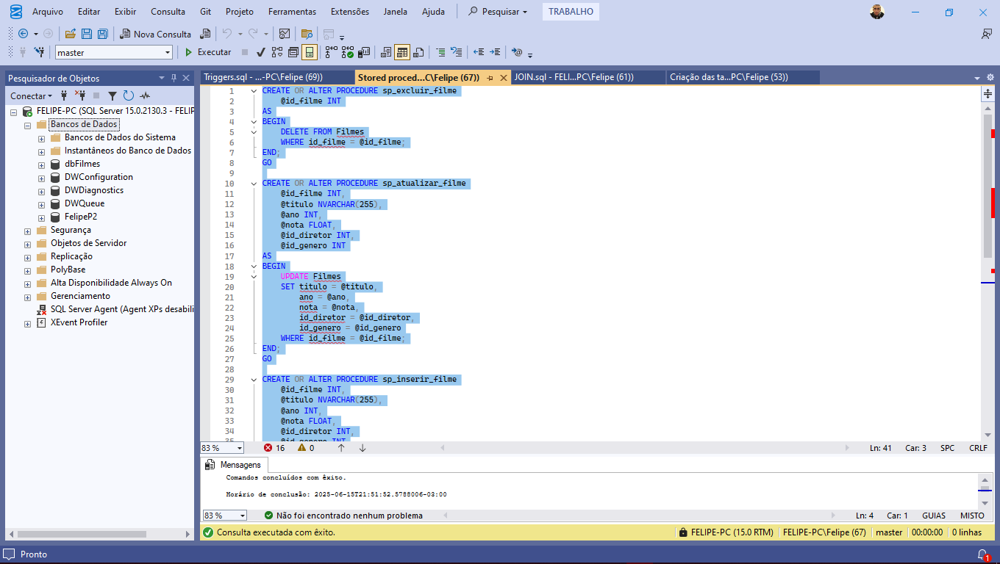 Arquivo Editar Exibir Consulta Git Projeto Ferramentas Extensões Janela Ajuda Pesquisar TRABALHO
Nova Consulta
master Executar
Pesquisador de Objetos
Conectar
FELIPE-PC (SQL Server 15.0.2130.3 - FELIP
Bancos de Dados
Bancos de Dados do Sistema
Instantâneos do Banco de Dados
dbFilmes
DWConfiguration
DWDiagnostics
DWQueue
FelipeP2
Segurança
Objetos de Servidor
Replicação
PolyBase
Alta Disponibilidade Always On
Gerenciamento
SQL Server Agent (Agent XPs desabili
XEvent Profiler
Triggers.sql - ...-PC\Felipe (69)) Stored proced...C\Felipe (67)) JOIN.sql - FELI...PC\Felipe (61)) Criação das ta...PC\Felipe (53))
1 CREATE OR ALTER PROCEDURE sp_excluir_filme
2 @id_filme INT
3 AS
4 BEGIN
5 DELETE FROM Filmes
6 WHERE id_filme = @id_filme;
7 END;
8 GO
9
10 CREATE OR ALTER PROCEDURE sp_atualizar_filme
11 @id_filme INT,
12 @titulo NVARCHAR(255),
13 @ano INT,
14 @nota FLOAT,
15 @id_diretor INT,
16 @id_genero INT
17 AS
18 BEGIN
19 UPDATE Filmes
20 SET titulo = @titulo,
21 ano = @ano,
22 nota = @nota,
23 id_diretor = @id_diretor,
24 id_genero = @id_genero
25 WHERE id_filme = @id_filme;
26 END;
27 GO
28
29 CREATE OR ALTER PROCEDURE sp_inserir_filme
30 @id_filme INT,
31 @titulo NVARCHAR(255),
32 @ano INT,
33 @nota FLOAT,
34 @id_diretor INT,
35 @id_genero INT
83 % 16 0 Ln: 41 Car: 3 SPC CRLF
Mensagens
Comandos concluídos com êxito.
Horário de conclusão: 2025-06-15T21:51:52.5788006-03:00
83 % Não foi encontrado nenhum problema Ln: 4 Car: 1 GUIAS MISTO
Consulta executada com êxito. FELIPE-PC (15.0 RTM) FELIPE-PC\Felipe (67) master 00:00:00 0 linhas
Pronto 1